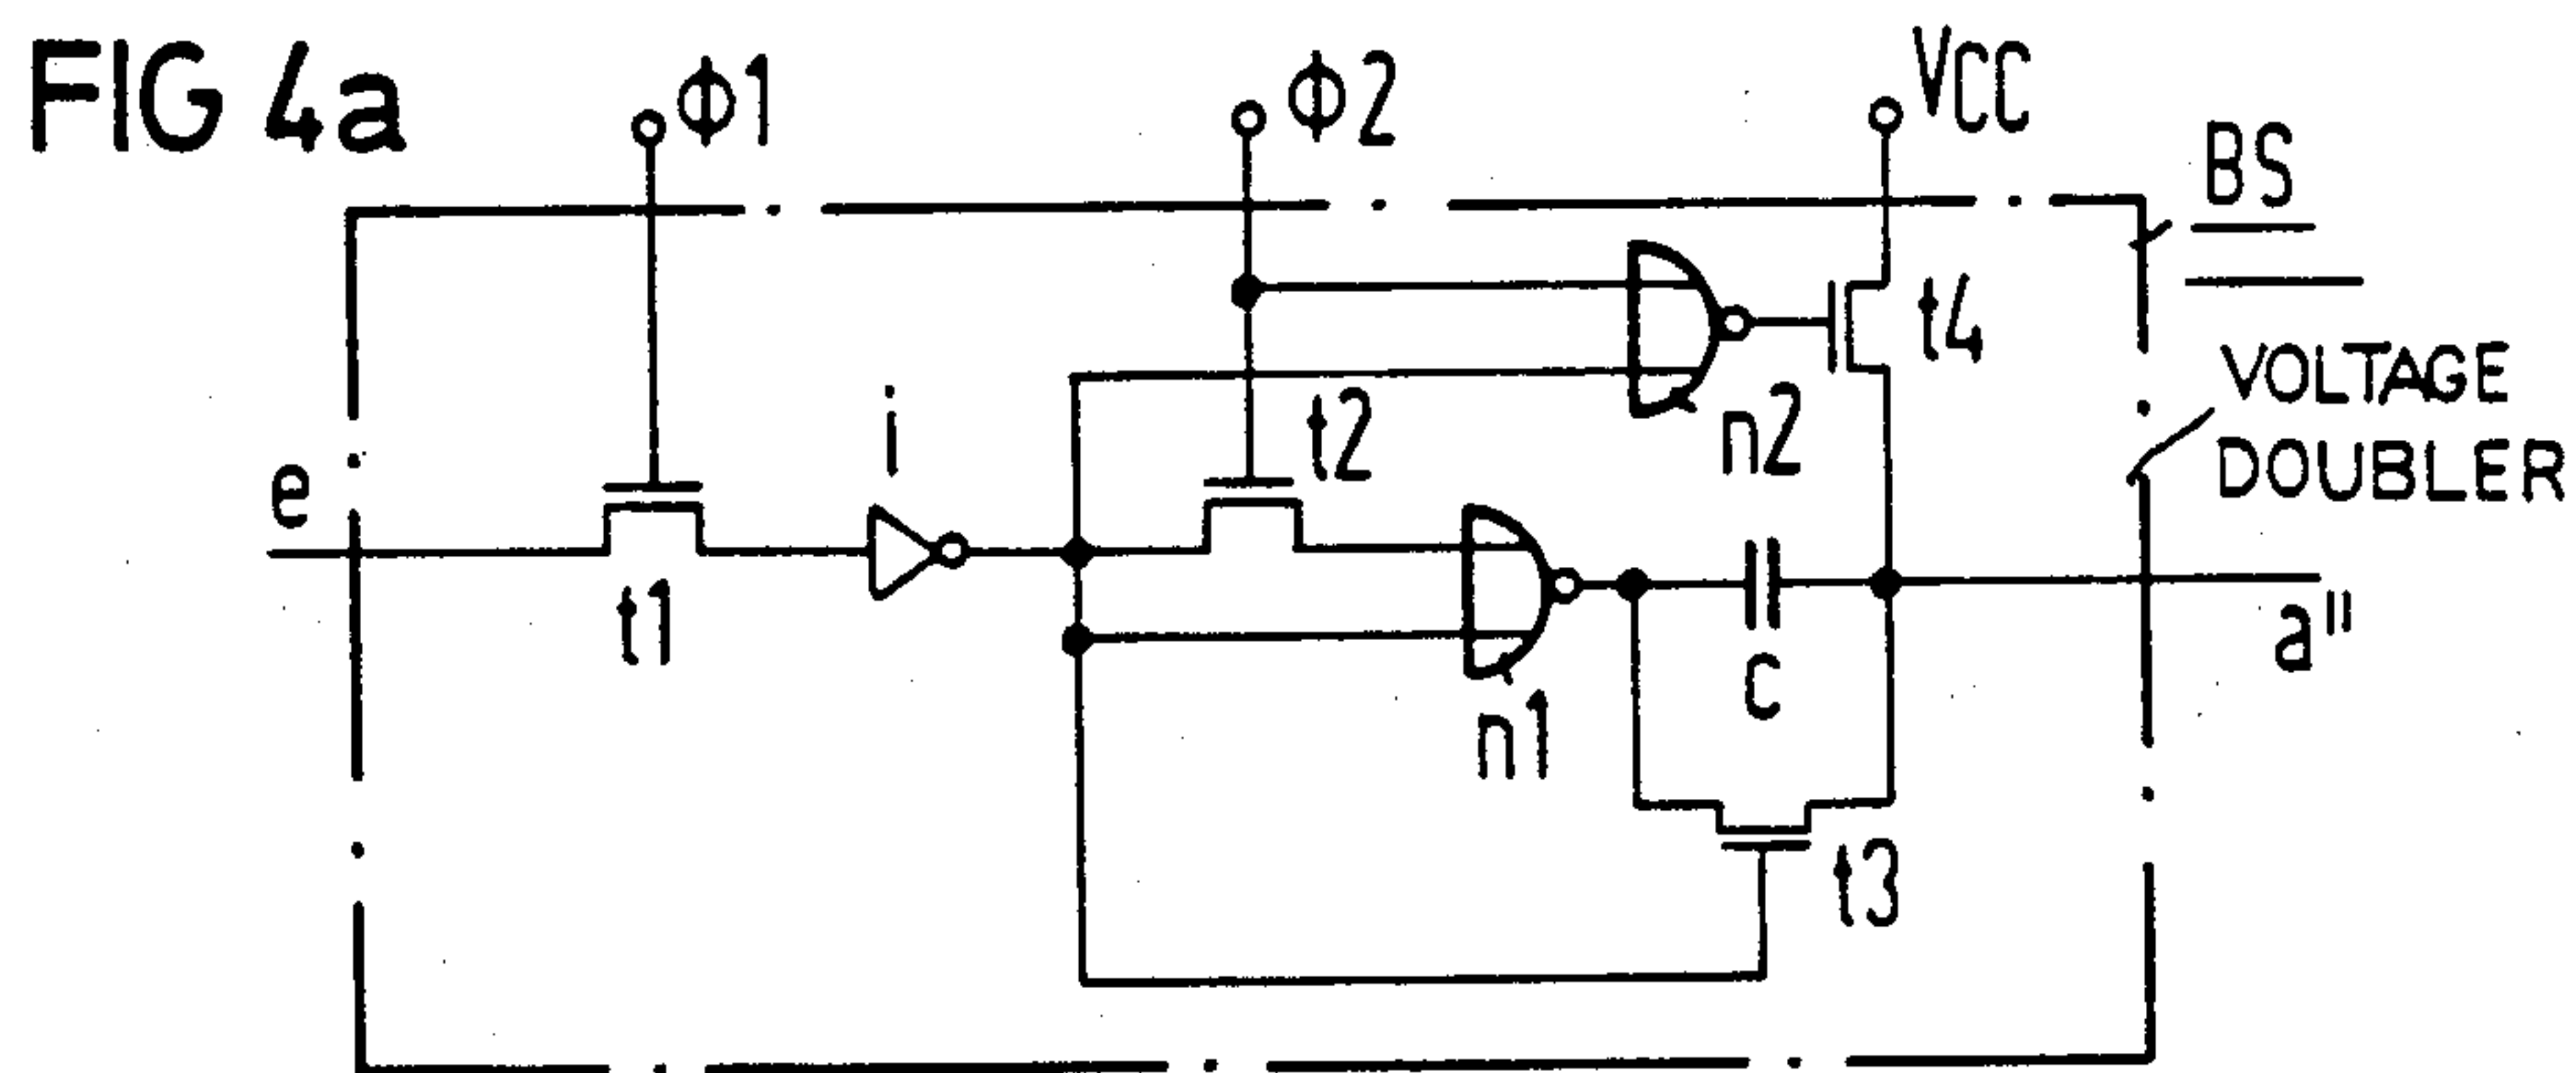 FIG 4a
ϕ1
ϕ2
VCC
BS
t4
VOLTAGE
DOUBLER
i
t2
n2
e
t1
n1
c
a"
t3